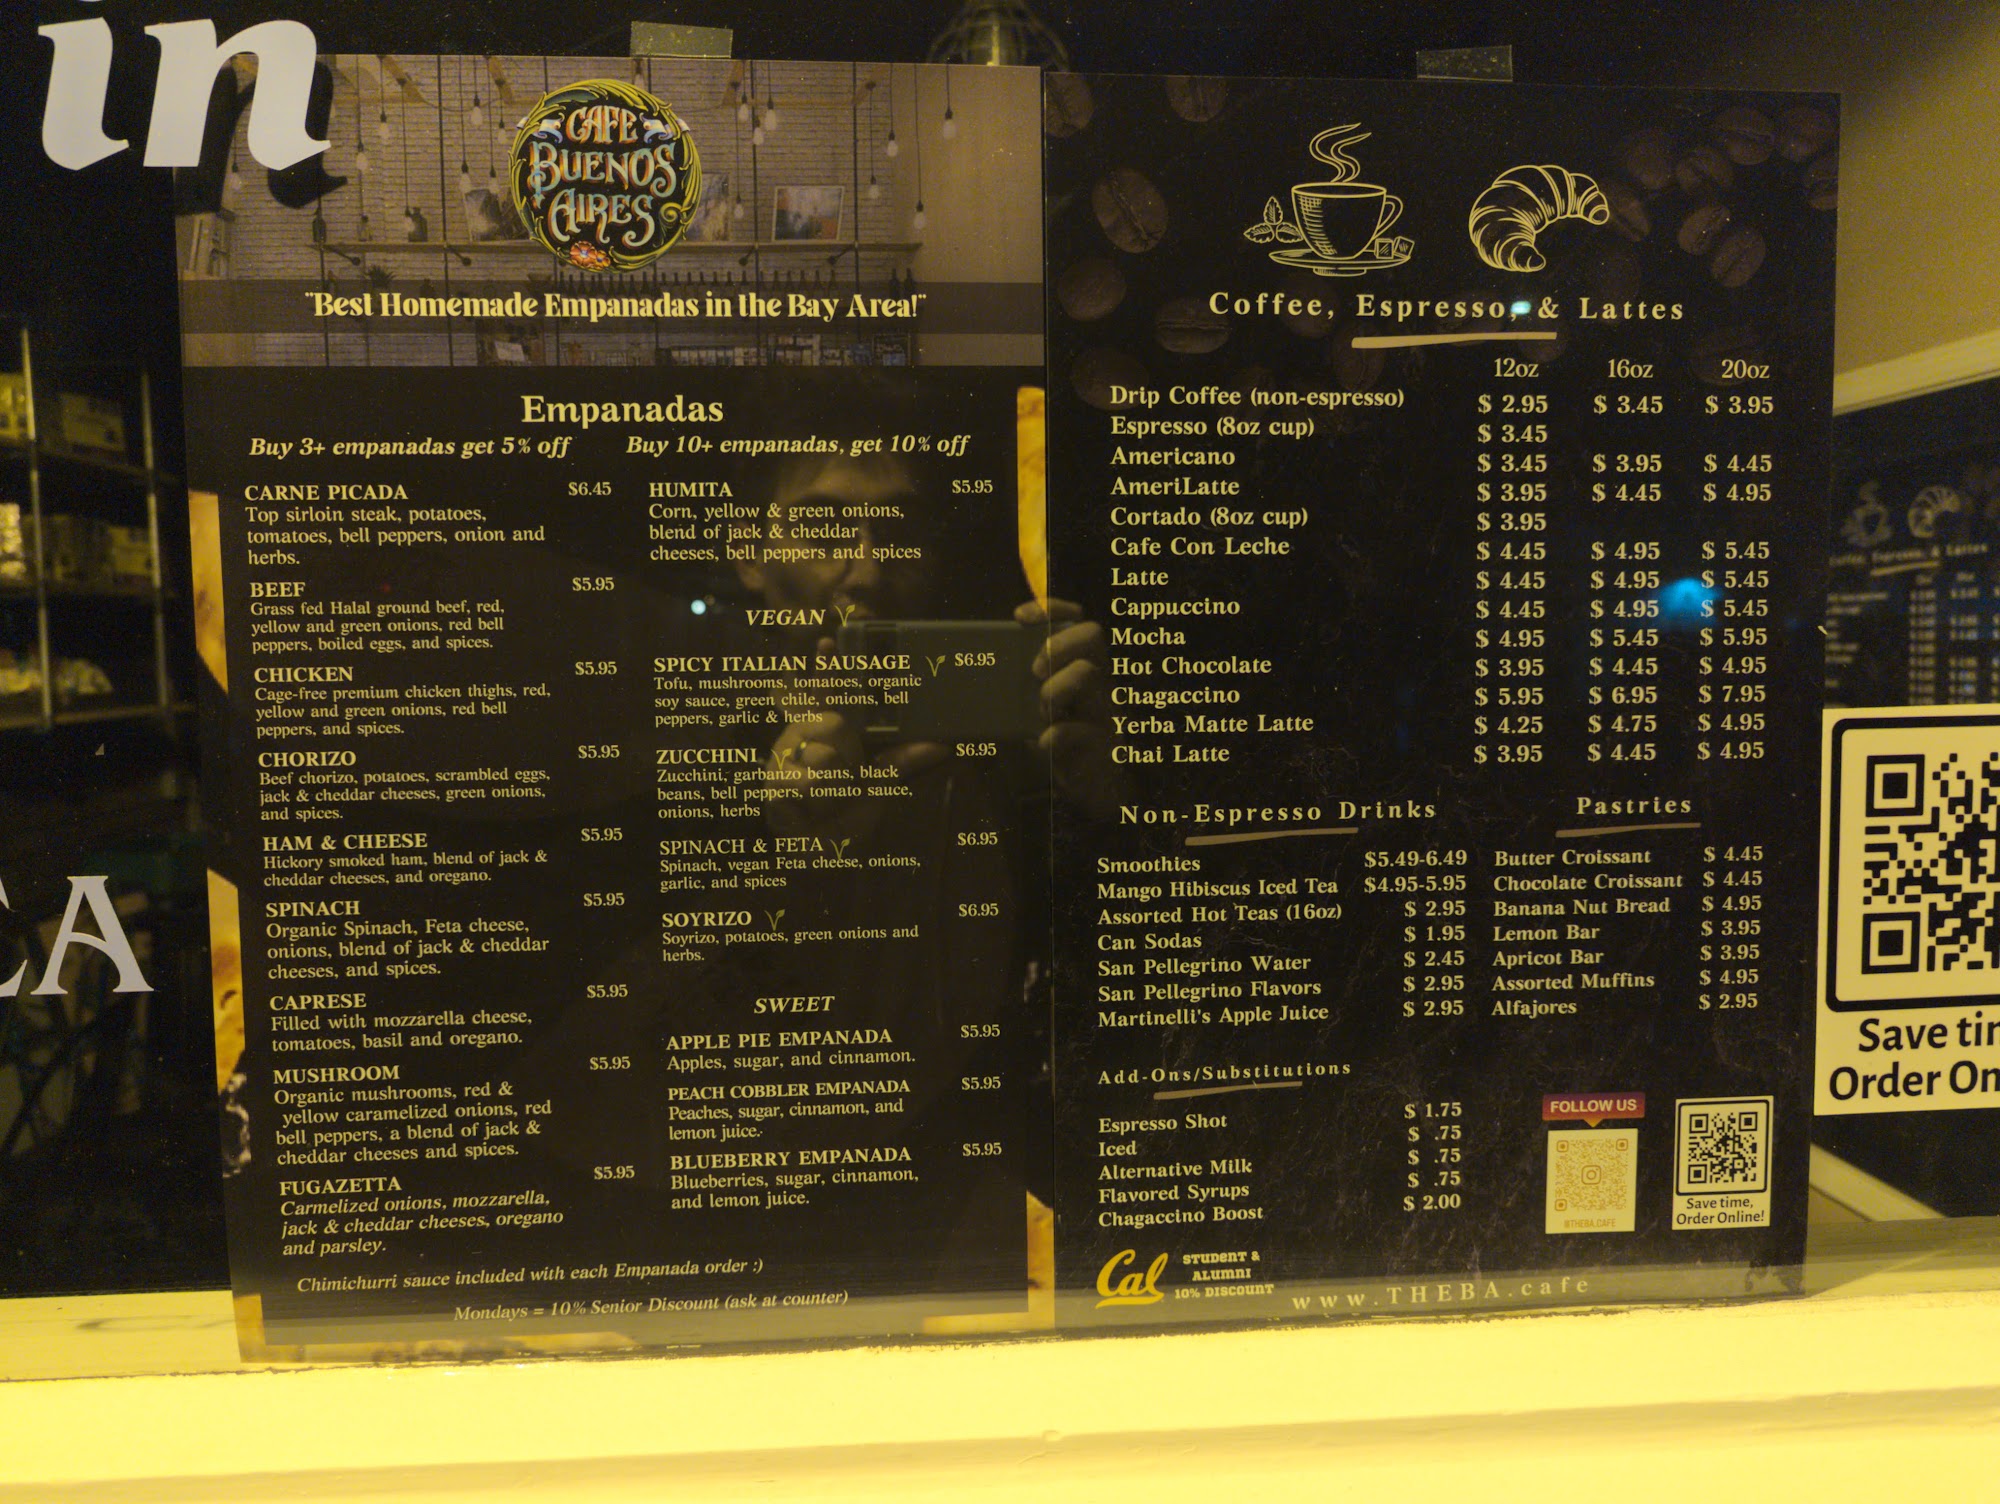 in
CAFE
BUENOS
AIRES
"Best Homemade Empanadas in the Bay Area!"
Empanadas
Buy 3+ empanadas get 5% off
Buy 10+ empanadas, get 10% off
CARNE PICADA $6.45
Top sirloin steak, potatoes,
tomatoes, bell peppers, onion and
herbs.
BEEF $5.95
Grass fed Halal ground beef, red,
yellow and green onions, red bell
peppers, boiled eggs, and spices.
CHICKEN $5.95
Cage-free premium chicken thighs, red,
yellow and green onions, red bell
peppers, and spices.
CHORIZO $5.95
Beef chorizo, potatoes, scrambled eggs,
jack & cheddar cheeses, green onions,
and spices.
HAM & CHEESE $5.95
Hickory smoked ham, blend of jack &
cheddar cheeses, and oregano.
SPINACH $5.95
Organic Spinach, Feta cheese,
onions, blend of jack & cheddar
cheeses, and spices.
CAPRESE $5.95
Filled with mozzarella cheese,
tomatoes, basil and oregano.
MUSHROOM $5.95
Organic mushrooms, red &
yellow caramelized onions, red
bell peppers, a blend of jack &
cheddar cheeses and spices.
FUGAZETTA $5.95
Carmelized onions, mozzarella,
jack & cheddar cheeses, oregano
and parsley.
HUMITA $5.95
Corn, yellow & green onions,
blend of jack & cheddar
cheeses, bell peppers and spices
VEGAN
SPICY ITALIAN SAUSAGE $6.95
Tofu, mushrooms, tomatoes, organic
soy sauce, green chile, onions, bell
peppers, garlic & herbs
ZUCCHINI $6.95
Zucchini, garbanzo beans, black
beans, bell peppers, tomato sauce,
onions, herbs
SPINACH & FETA $6.95
Spinach, vegan Feta cheese, onions,
garlic, and spices
SOYRIZO $6.95
Soyrizo, potatoes, green onions and
herbs.
SWEET
APPLE PIE EMPANADA $5.95
Apples, sugar, and cinnamon.
PEACH COBBLER EMPANADA $5.95
Peaches, sugar, cinnamon, and
lemon juice.
BLUEBERRY EMPANADA $5.95
Blueberries, sugar, cinnamon,
and lemon juice.
Chimichurri sauce included with each Empanada order :)
Mondays = 10% Senior Discount (ask at counter)
Coffee, Espresso, & Lattes
12oz 16oz 20oz
Drip Coffee (non-espresso) $ 2.95 $ 3.45 $ 3.95
Espresso (8oz cup) $ 3.45
Americano $ 3.45 $ 3.95 $ 4.45
AmeriLatte $ 3.95 $ 4.45 $ 4.95
Cortado (8oz cup) $ 3.95
Cafe Con Leche $ 4.45 $ 4.95 $ 5.45
Latte $ 4.45 $ 4.95 $ 5.45
Cappuccino $ 4.45 $ 4.95 $ 5.45
Mocha $ 4.95 $ 5.45 $ 5.95
Hot Chocolate $ 3.95 $ 4.45 $ 4.95
Chagaccino $ 5.95 $ 6.95 $ 7.95
Yerba Matte Latte $ 4.25 $ 4.75 $ 4.95
Chai Latte $ 3.95 $ 4.45 $ 4.95
Non-Espresso Drinks
Smoothies $5.49-6.49
Mango Hibiscus Iced Tea $4.95-5.95
Assorted Hot Teas (16oz) $ 2.95
Can Sodas $ 1.95
San Pellegrino Water $ 2.45
San Pellegrino Flavors $ 2.95
Martinelli's Apple Juice $ 2.95
Pastries
Butter Croissant $ 4.45
Chocolate Croissant $ 4.45
Banana Nut Bread $ 4.95
Lemon Bar $ 3.95
Apricot Bar $ 3.95
Assorted Muffins $ 4.95
Alfajores $ 2.95
Add-Ons/Substitutions
Espresso Shot $ 1.75
Iced $ .75
Alternative Milk $ .75
Flavored Syrups $ .75
Chagaccino Boost $ 2.00
FOLLOW US
@THEBA.CAFE
Save time,
Order Online!
Cal
STUDENT &
ALUMNI
10% DISCOUNT
www.THEBA.cafe
Save tim
Order On
EA